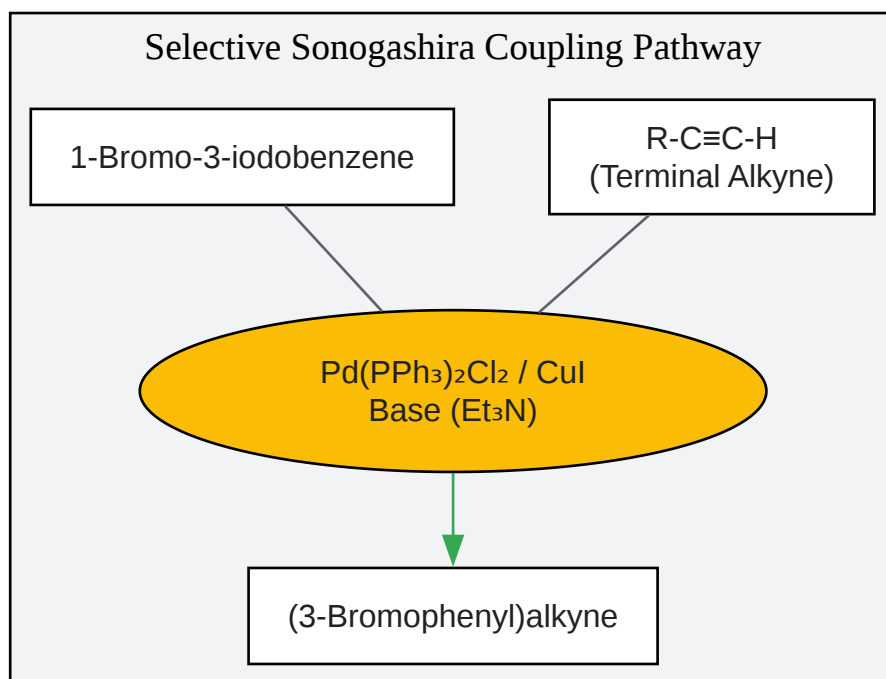 Selective Sonogashira Coupling Pathway
1-Bromo-3-iodobenzene
R-C≡C-H
(Terminal Alkyne)
Pd(PPh₃)₂Cl₂ / CuI
Base (Et₃N)
(3-Bromophenyl)alkyne